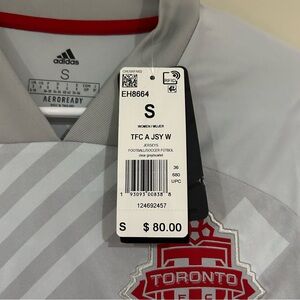 adidas
S
AEROREADY
RFID
EH8664
S
WOMEN / MUJER
TFC A JSY W
JERSEYS
FOOTBALL/SOCCER FUTBOL
36
680
UPC
1 93093 00838 8
124692457
S $ 80.00
TORONTO
F C